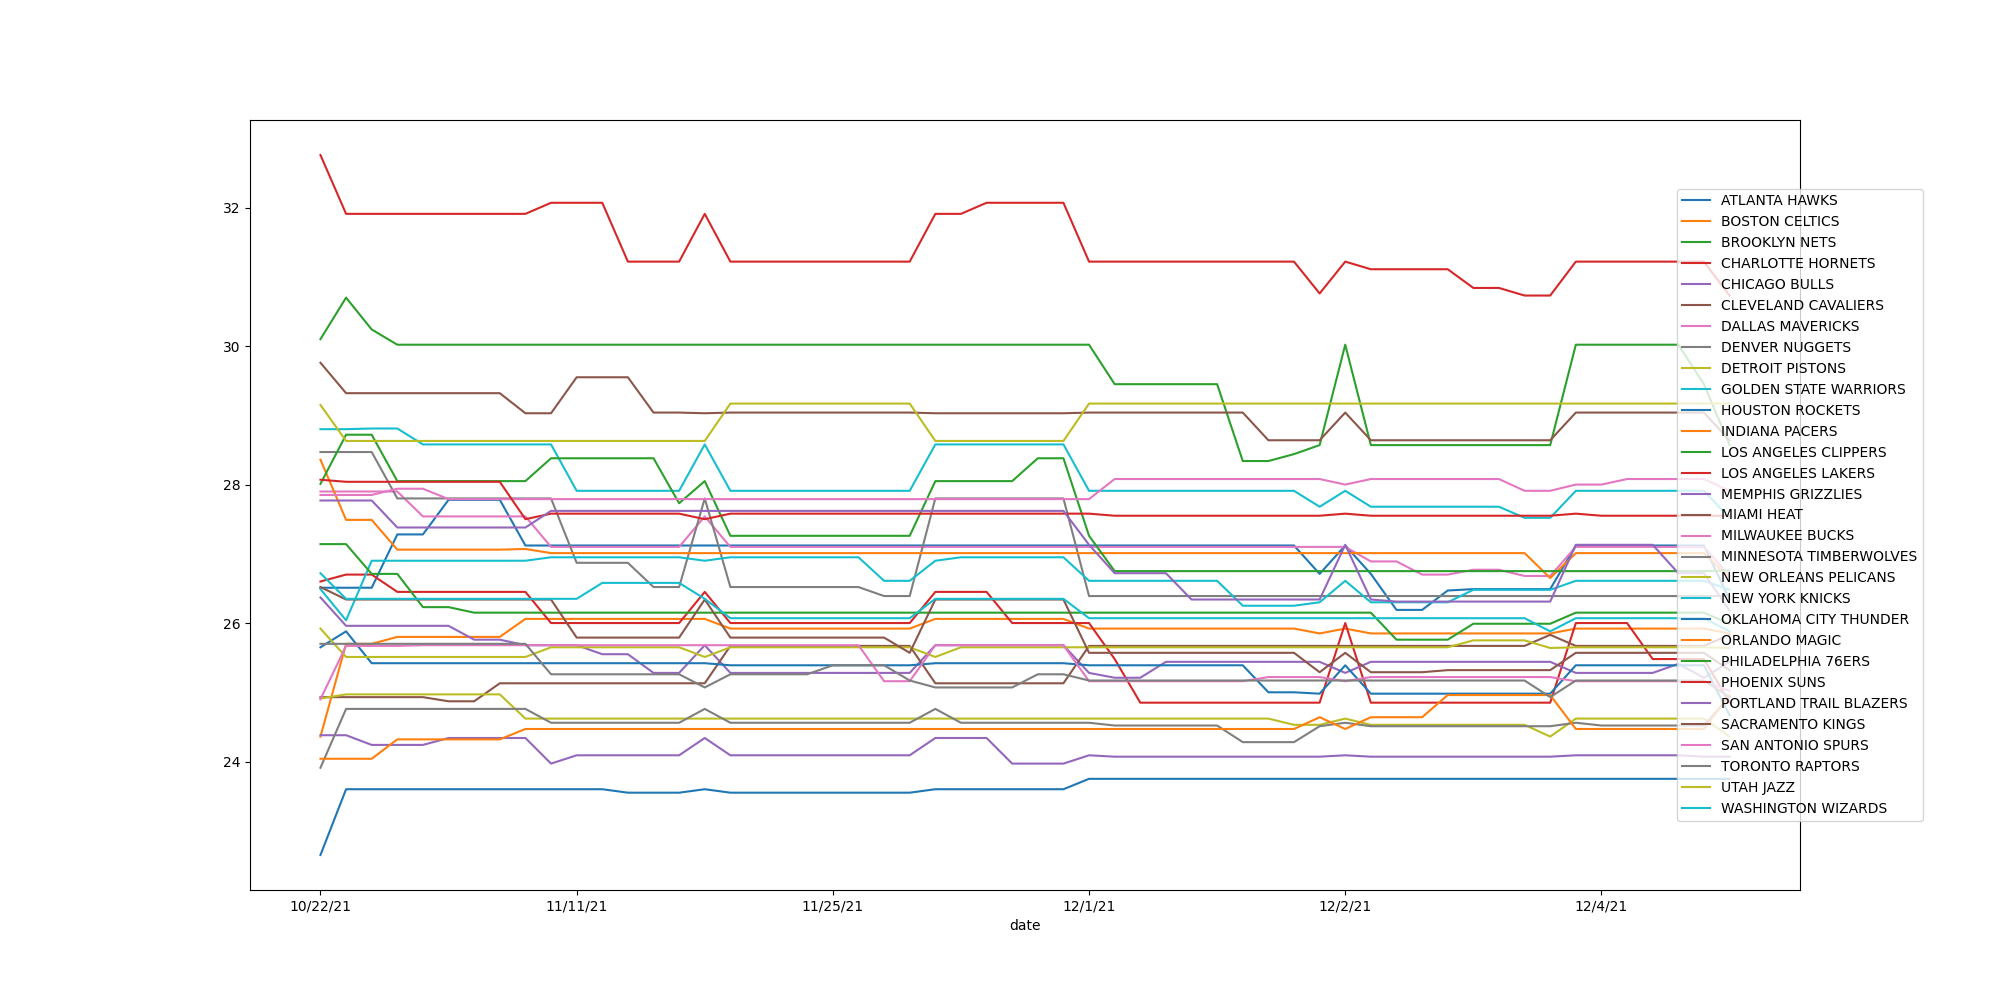 32
30
28
26
24
10/22/21
11/11/21
11/25/21
12/1/21
12/2/21
12/4/21
date
ATLANTA HAWKS
BOSTON CELTICS
BROOKLYN NETS
CHARLOTTE HORNETS
CHICAGO BULLS
CLEVELAND CAVALIERS
DALLAS MAVERICKS
DENVER NUGGETS
DETROIT PISTONS
GOLDEN STATE WARRIORS
HOUSTON ROCKETS
INDIANA PACERS
LOS ANGELES CLIPPERS
LOS ANGELES LAKERS
MEMPHIS GRIZZLIES
MIAMI HEAT
MILWAUKEE BUCKS
MINNESOTA TIMBERWOLVES
NEW ORLEANS PELICANS
NEW YORK KNICKS
OKLAHOMA CITY THUNDER
ORLANDO MAGIC
PHILADELPHIA 76ERS
PHOENIX SUNS
PORTLAND TRAIL BLAZERS
SACRAMENTO KINGS
SAN ANTONIO SPURS
TORONTO RAPTORS
UTAH JAZZ
WASHINGTON WIZARDS